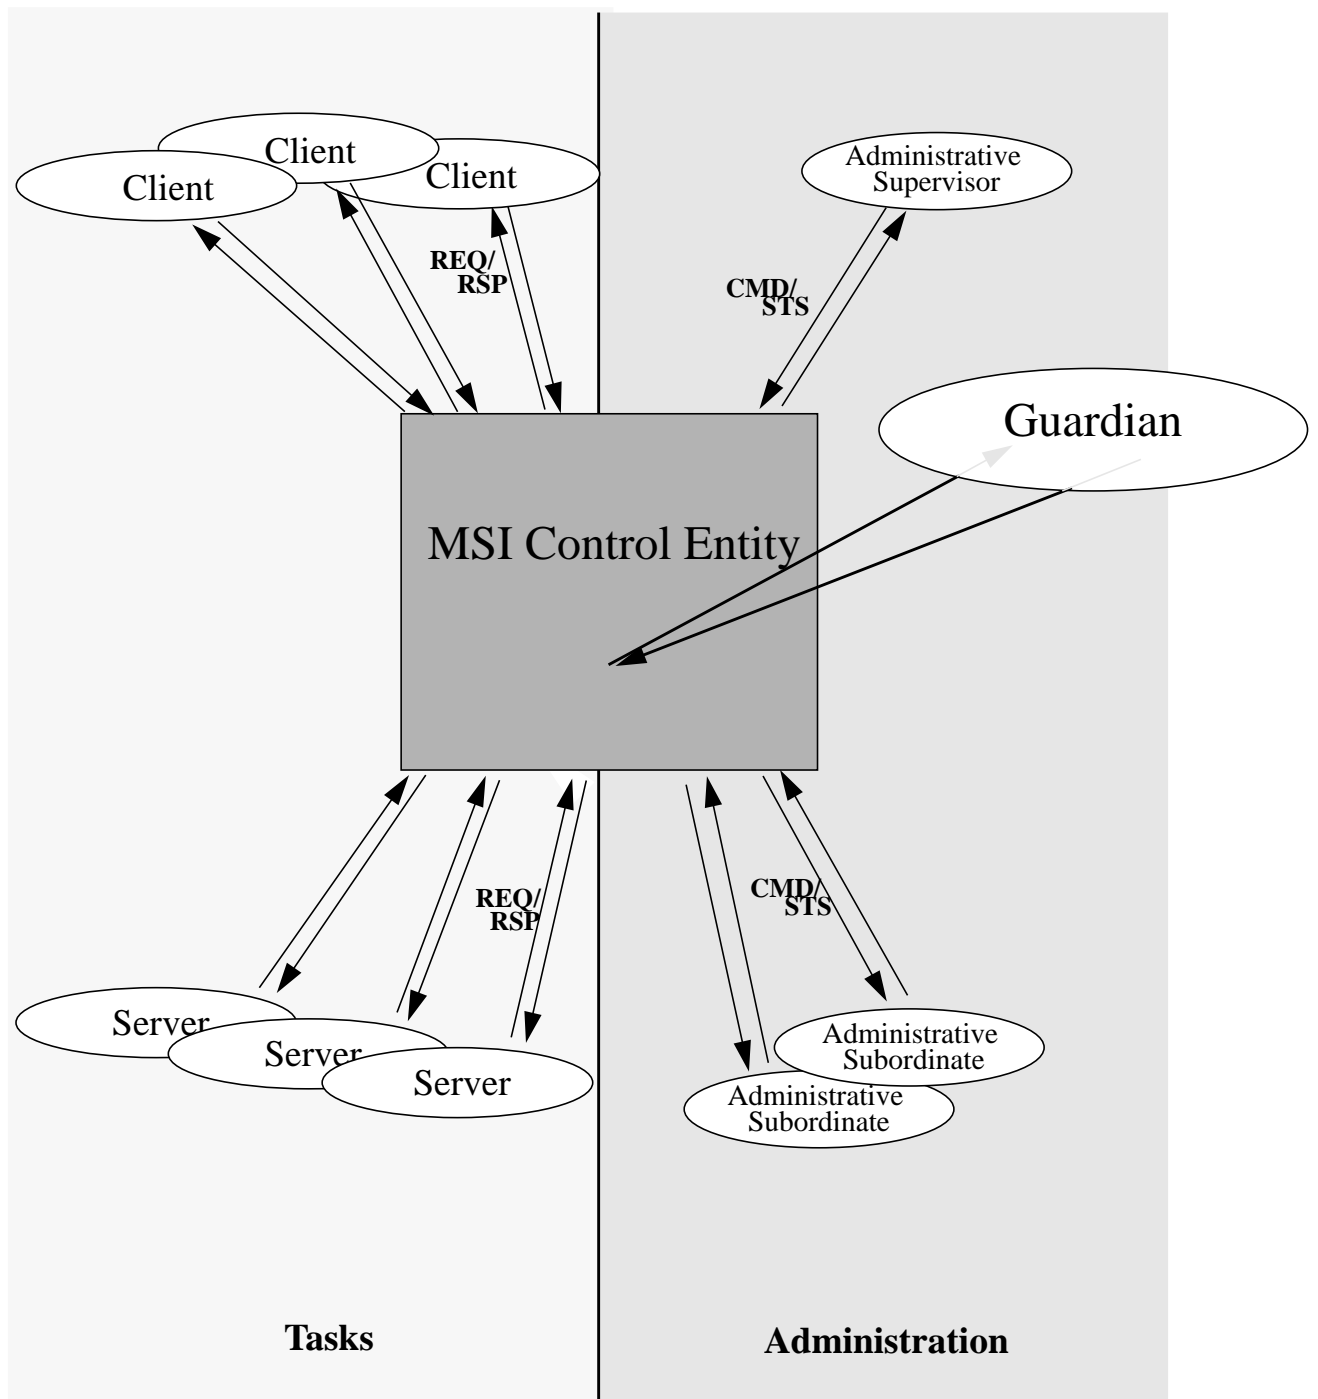 Client
Client
Client
Administrative
Supervisor
REQ/
RSP
CMD/
STS
Guardian
MSI Control Entity
REQ/
RSP
CMD/
STS
Server
Server
Server
Administrative
Subordinate
Administrative
Subordinate
Tasks
Administration